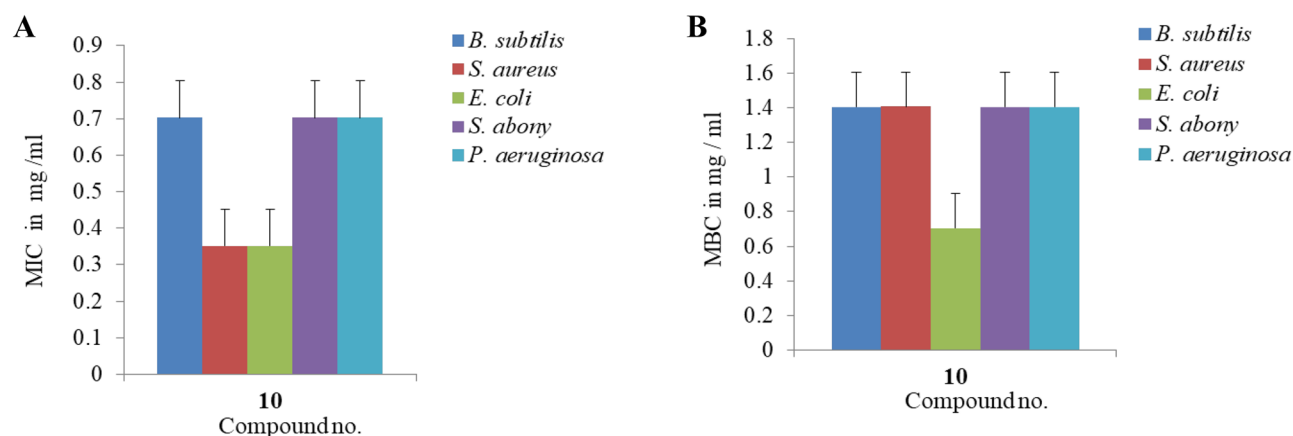 A
MIC in mg/ml
0.9
0.8
0.7
0.6
0.5
0.4
0.3
0.2
0.1
0
10
Compound no.
B. subtilis
S. aureus
E. coli
S. abony
P. aeruginosa
B
MBC in mg / ml
1.8
1.6
1.4
1.2
1
0.8
0.6
0.4
0.2
0
10
Compound no.
B. subtilis
S. aureus
E. coli
S. abony
P. aeruginosa